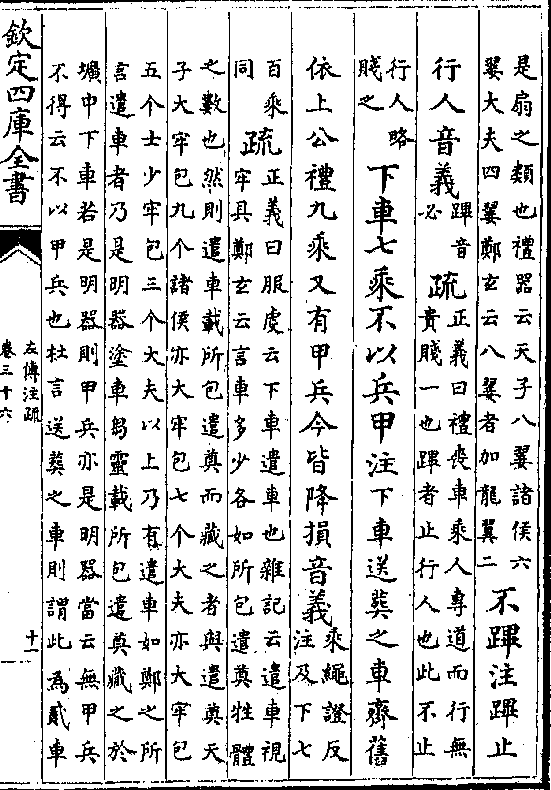 是扇之類也禮器云天子八翣諸侯六
翣大夫四翣鄭玄云八翣者加龍翼二
不蹕注蹕止
行人音義
蹕音
必
疏
正義曰禮喪車乘人專道而行無
貴賤一也蹕者止行人也此不止
行人略
賤之
下車七乘不以兵甲注下車送葬之車齊舊
依上公禮九乘又有甲兵今皆降損音義
乘繩證反
注及下七
百乘
同
疏
正義曰服虔云下車遣車也雜記云遣車視
牢具鄭玄云言車多少各如所包遣奠牲體
之數也然則遣車載所包遣奠而藏之者與遣奠天
子大牢包九个諸侯亦大牢包七个大夫亦大牢包
五个士少牢包三个大夫以上乃有遣車如鄭之所
言遣車者乃是明器塗車芻靈載所包遣奠藏之於
壙中下車若是明器則甲兵亦是明器當云無甲兵
不得云不以甲兵也杜言送葬之車則謂此為貳車
欽定四庫全書
左傳注疏
卷三十六
十一